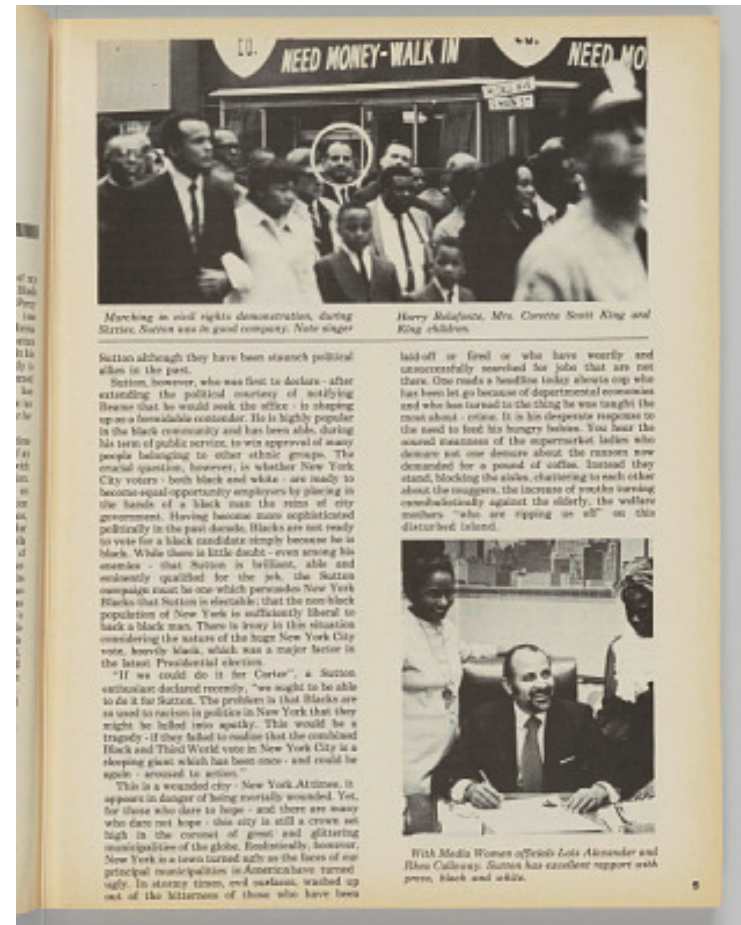 CO.
NEED MONEY-WALK IN
CO.
NEED MO
MCCALL AVE
MAIN ST
Marching in civil rights demonstration, during
Sixties, Sutton was in good company. Note singer
Harry Belafonte, Mrs. Coretta Scott King and
King children.
Sutton although they have been staunch political
allies in the past.
Sutton, however, who was first to declare - after
extending the political courtesy of notifying
Beame that he would seek the office - is shaping
up as a formidable contender. He is highly popular
in the black community and has been able, during
his term of public service, to win approval of many
people belonging to other ethnic groups. The
crucial question, however, is whether New York
City voters - both black and white - are ready to
become equal opportunity employers by placing in
the hands of a black man the reins of city
government. Having become more sophisticated
politically in the past decade, Blacks are not ready
to vote for a black candidate simply because he is
black. While there is little doubt - even among his
enemies - that Sutton is brilliant, able and
eminently qualified for the job, the Sutton
campaign must be one which persuades New York
Blacks that Sutton is electable; that the non-black
population of New York is sufficiently liberal to
back a black man. There is irony in this situation
considering the nature of the huge New York City
vote, heavily black, which was a major factor in
the latest Presidential election.
"If we could do it for Carter", a Sutton
enthusiast declared recently, "we ought to be able
to do it for Sutton. The problem is that Blacks are
so used to racism in politics in New York that they
might be lulled into apathy. This would be a
tragedy - if they failed to realize that the combined
Black and Third World vote in New York City is a
sleeping giant which has been once - and could be
again - aroused to action."
This is a wounded city - New York. At times, it
appears in danger of being mortally wounded. Yet,
for those who dare to hope - and there are many
who dare not hope - this city is still a crown set
high in the coronet of great and glittering
municipalities of the globe. Realistically, however,
New York is a town turned ugly as the faces of our
principal municipalities in America have turned
ugly. In stormy times, evil surfaces, washed up
out of the bitterness of those who have been
laid-off or fired or who have wearily and
unsuccessfully searched for jobs that are not
there. One reads a headline today about a cop who
has been let go because of departmental economies
and who has turned to the thing he was taught the
most about - crime. It is his desperate response to
the need to feed his hungry babies. You hear the
soured meanness of the supermarket ladies who
demure not one demure about the ransom now
demanded for a pound of coffee. Instead they
stand, blocking the aisles, chattering to each other
about the muggers, the increase of youths turning
cannibalistically against the elderly, the welfare
mothers "who are ripping us off" on this
disturbed island.
With Media Women officials Lois Alexander and
Rhea Callaway. Sutton has excellent rapport with
press, black and white.
5